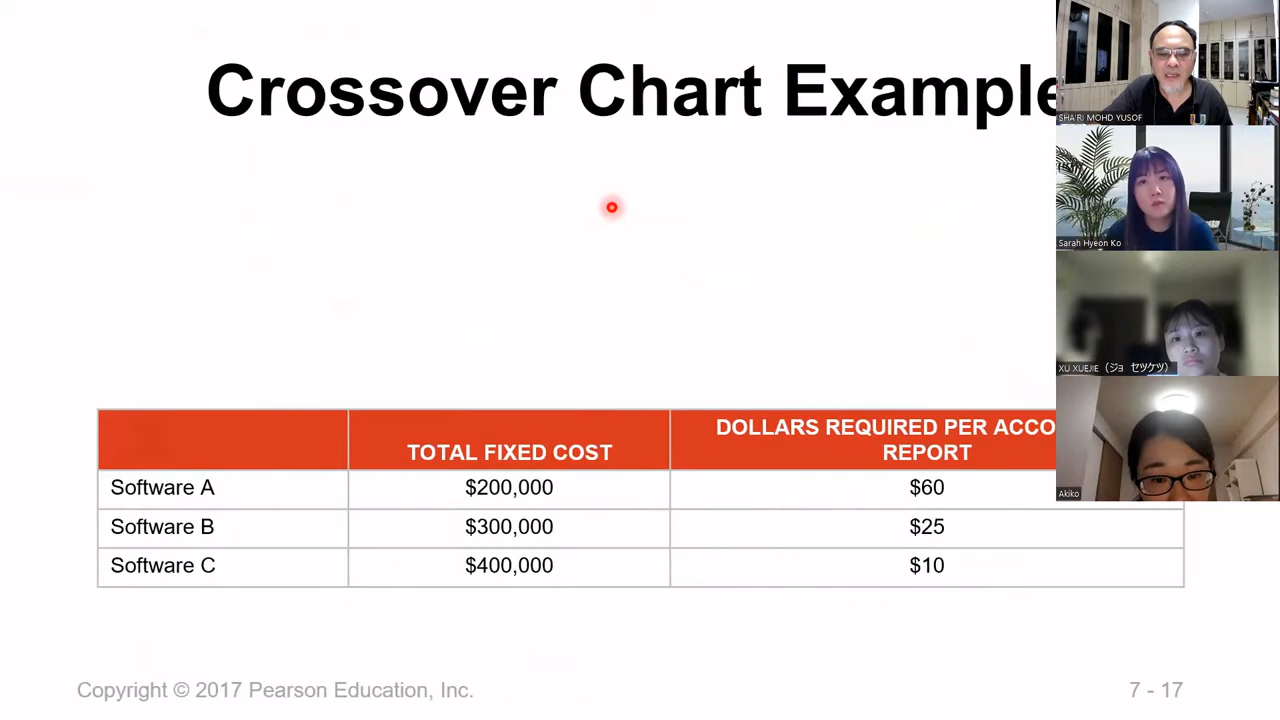 Crossover Chart Example
TOTAL FIXED COST
DOLLARS REQUIRED PER ACCO
REPORT
Software A $200,000 $60
Software B $300,000 $25
Software C $400,000 $10
Copyright © 2017 Pearson Education, Inc.
7 - 17
SHA'RI MOHD YUSOF
Sarah Hyeon Ko
XU XUEJIE (ジョ セツケツ)
Akiko